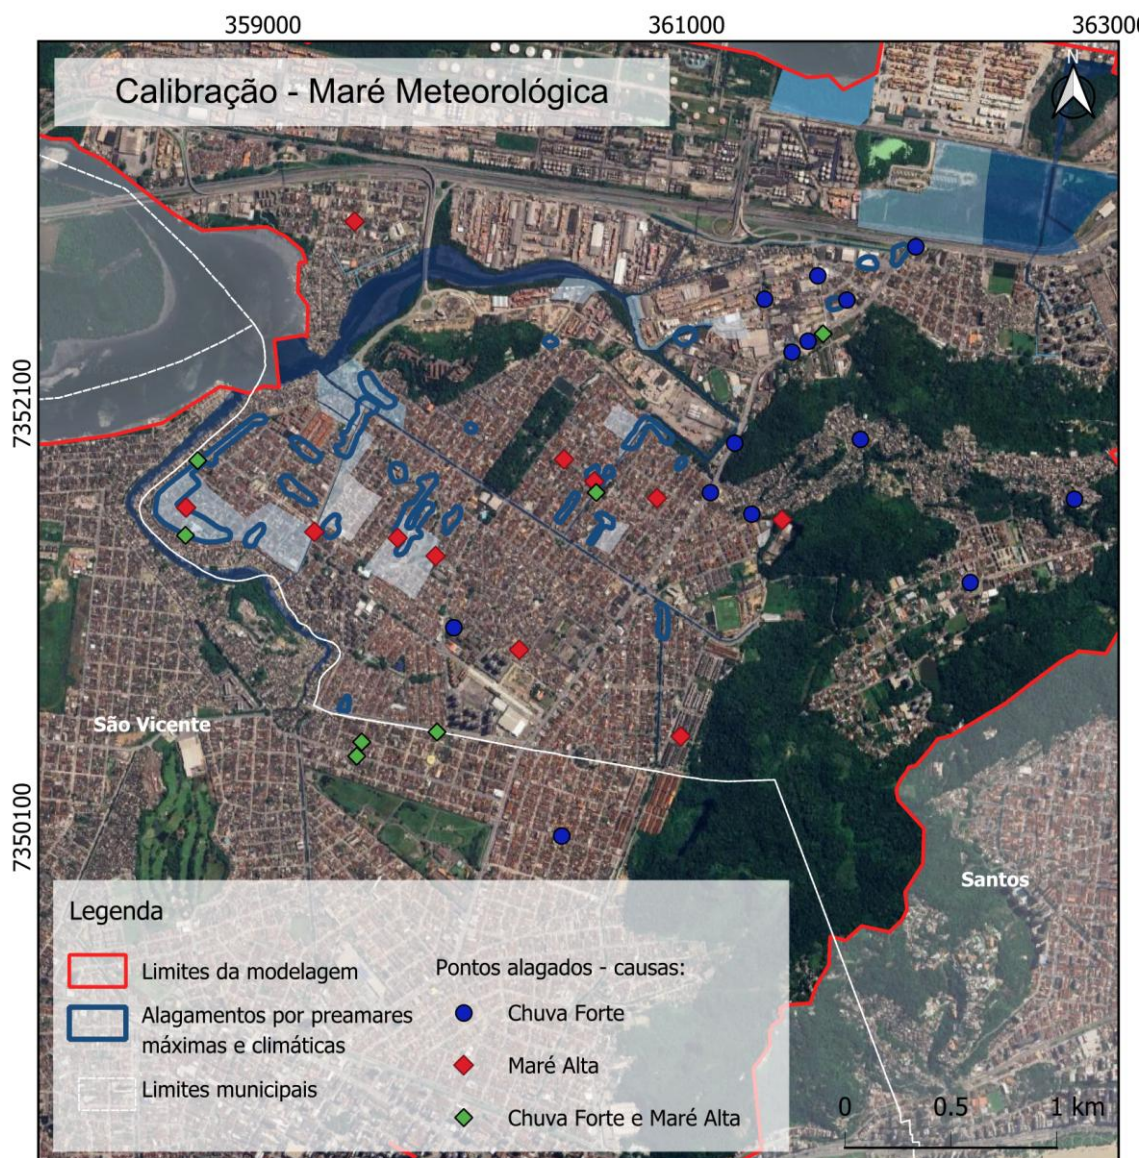 359000
361000
363000
Calibração - Maré Meteorológica
N
7352100
7350100
São Vicente
Santos
Legenda
Limites da modelagem
Alagamentos por preamares
máximas e climáticas
Limites municipais
Pontos alagados - causas:
Chuva Forte
Maré Alta
Chuva Forte e Maré Alta
0 0.5 1 km